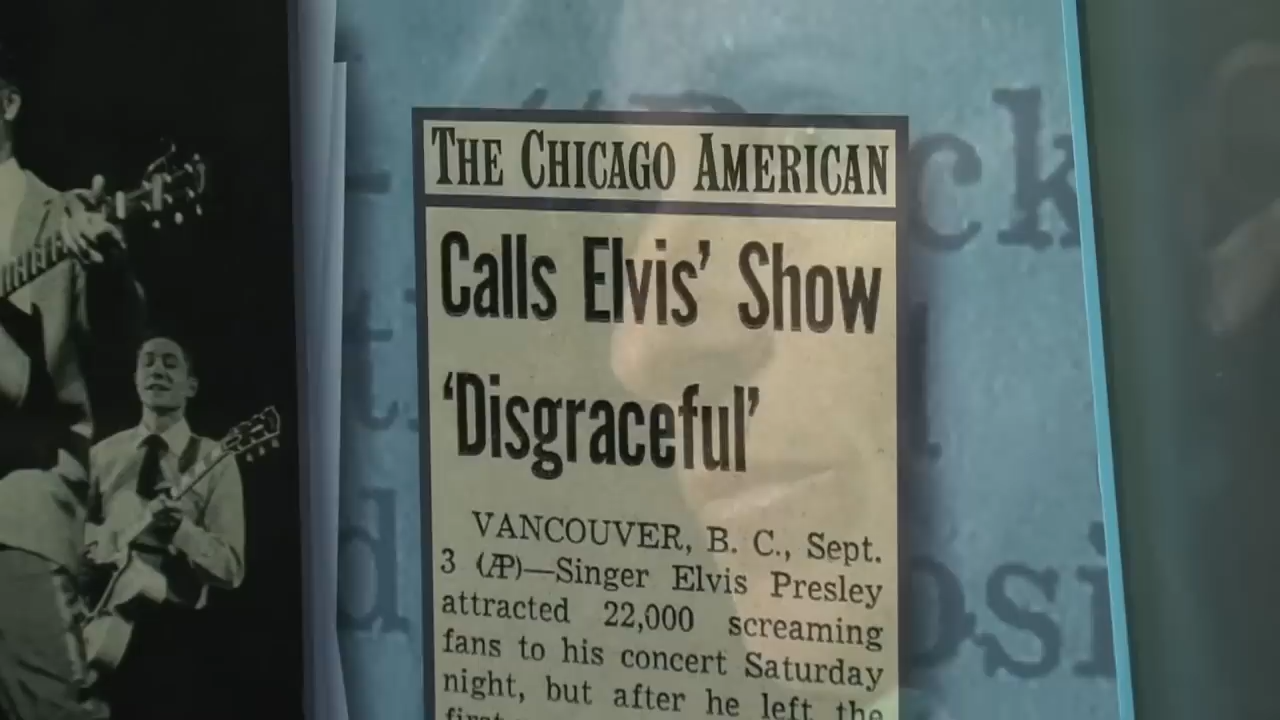 THE CHICAGO AMERICAN
Calls Elvis' Show
'Disgraceful'
VANCOUVER, B. C., Sept.
3 (AP)—Singer Elvis Presley
attracted 22,000 screaming
fans to his concert Saturday
night, but after he left the